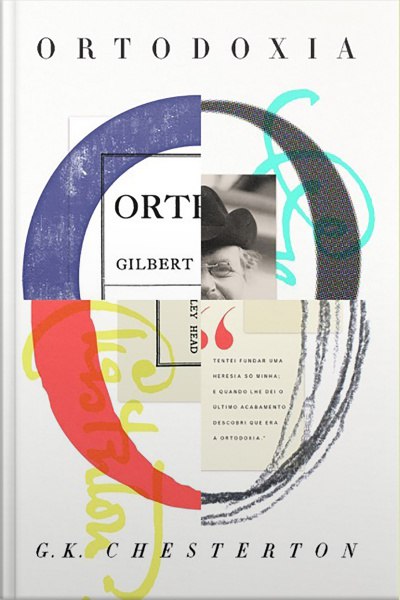 ORTODOXIA
ORTH
GILBERT
LEY HEAD
“
TENTEI FUNDAR UMA
HERESIA SÓ MINHA;
E QUANDO LHE DEI O
ÚLTIMO ACABAMENTO
DESCOBRI QUE ERA
A ORTODOXIA."
Chesterton
G.K. CHESTERTON